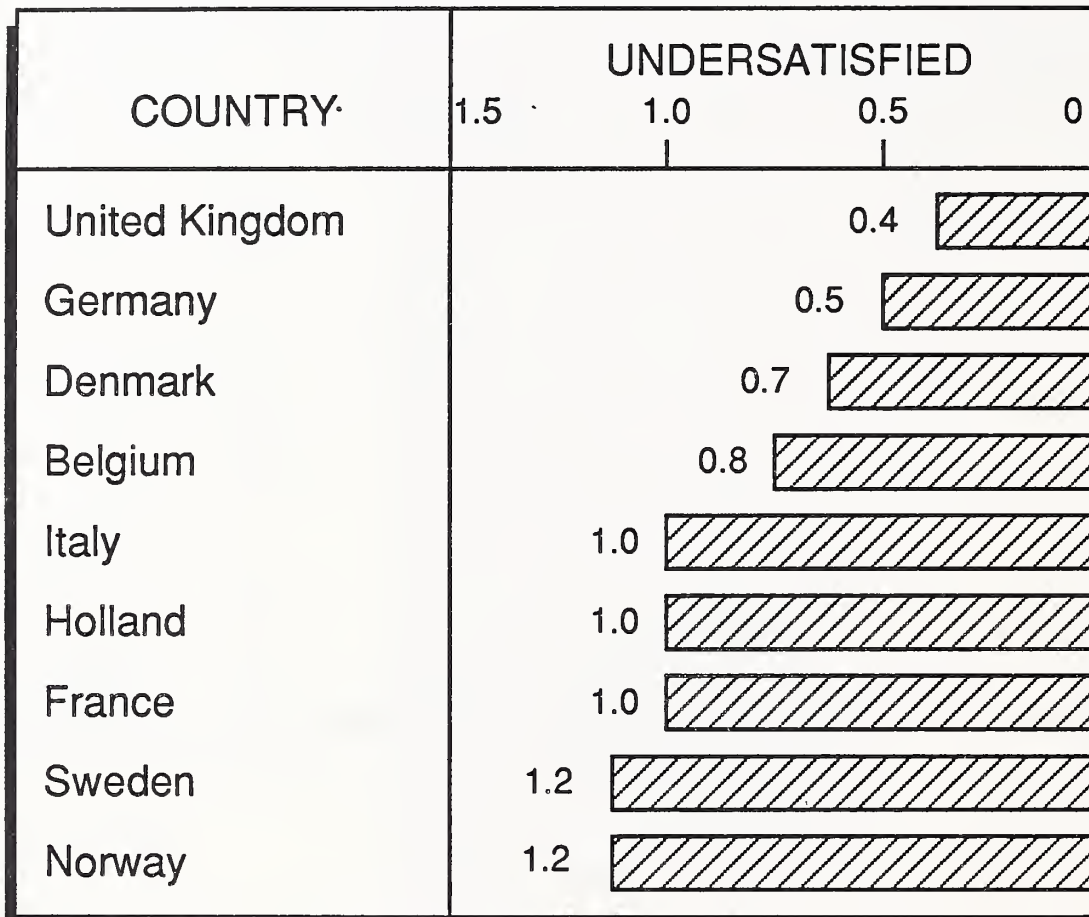 UNDERSATISFIED
COUNTRY 1.5 1.0 0.5 0
United Kingdom 0.4
Germany 0.5
Denmark 0.7
Belgium 0.8
Italy 1.0
Holland 1.0
France 1.0
Sweden 1.2
Norway 1.2